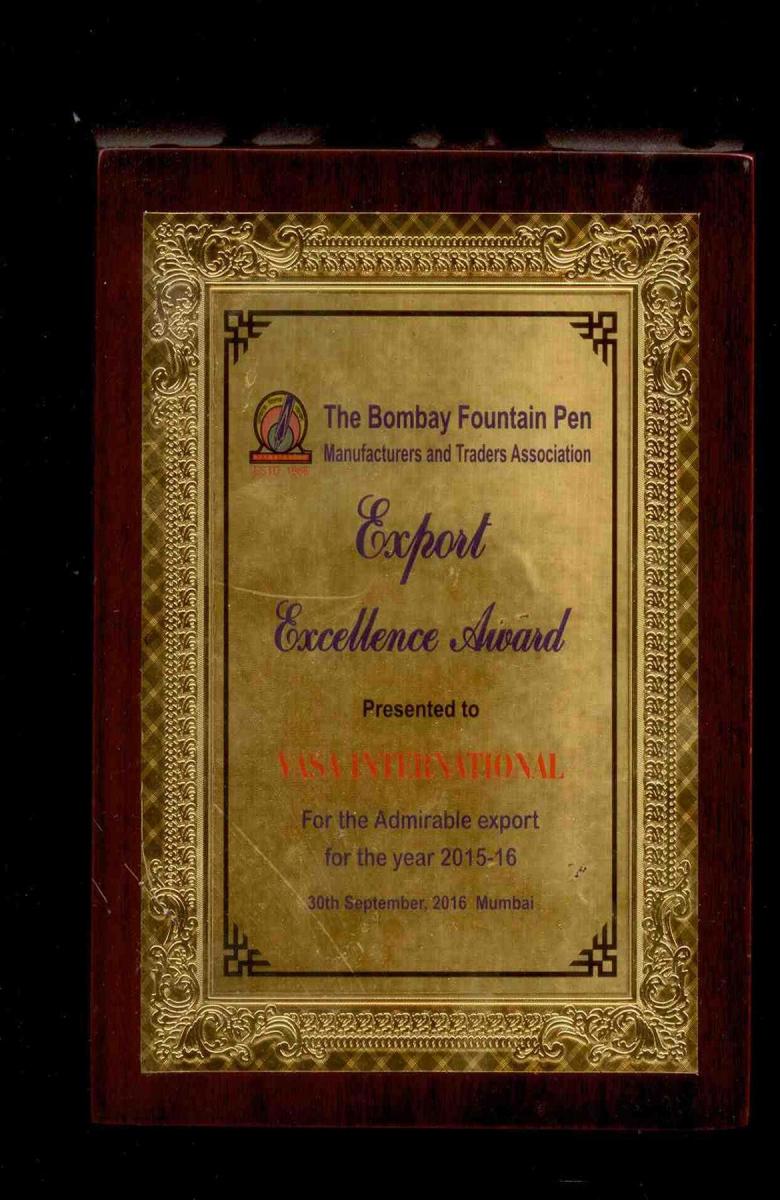 The Bombay Fountain Pen
Manufacturers and Traders Association
Export
Excellence Award
Presented to
VASA INTERNATIONAL
For the Admirable export
for the year 2015-16
30th September, 2016 Mumbai